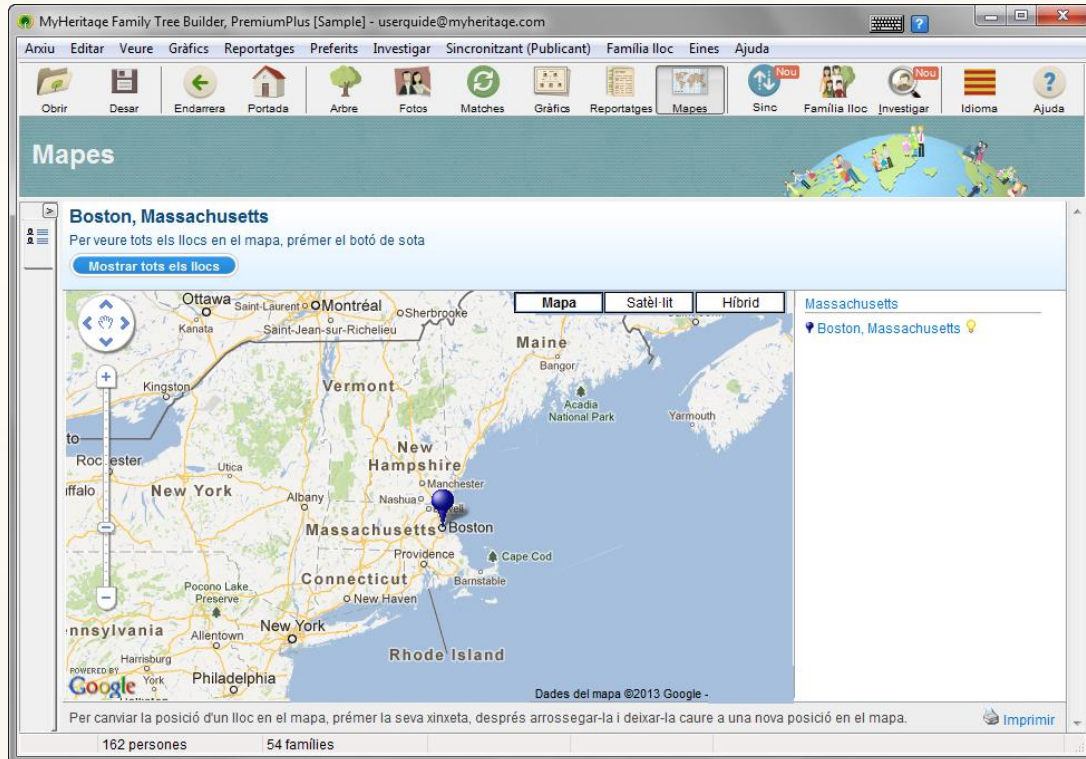 MyHeritage Family Tree Builder, PremiumPlus [Sample] - userguide@myheritage.com
Arxiu Editar Veure Gràfics Reportatges Preferits Investigar Sincronitzant (Publicant) Família lloc Eines Ajuda
Nou Nou
Obrir Desar Endarrera Portada Arbre Fotos Matches Gràfics Reportatges Mapes Sinc Família lloc Investigar Idioma Ajuda
Mapes
Boston, Massachusetts
Per veure tots els llocs en el mapa, prémer el botó de sota
Mostrar tots els llocs
Mapa Satèl·lit Híbrid
Massachusetts
Boston, Massachusetts
Ottawa
Saint-Laurent
Montréal
Sherbrooke
Kanata
Saint-Jean-sur-Richelieu
Maine
Bangor
Kingston
Vermont
Acadia
National Park
Yarmouth
Rochester
Utica
New
Hampshire
Manchester
New York
Albany
Nashua
Massachusetts
Boston
Providence
Cape Cod
Connecticut
Barnstable
Pocono Lake
Preserve
New Haven
Allentown
New York
Rhode Island
Harrisburg
POWERED BY
Google
York
Philadelphia
Dades del mapa ©2013 Google -
Per canviar la posició d'un lloc en el mapa, prémer la seva xinxeta, després arrossegar-la i deixar-la caure a una nova posició en el mapa.
Imprimir
162 persones 54 famílies